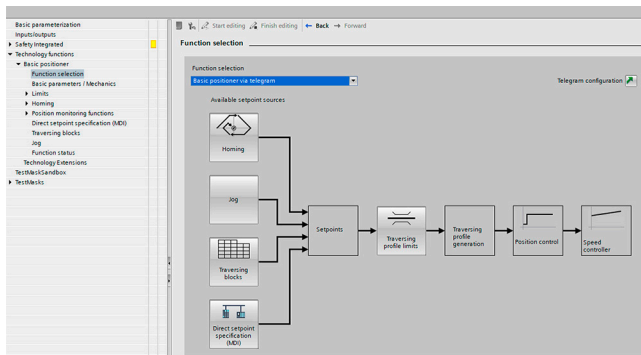 Basic parameterization
Inputs/outputs
Safety Integrated
Technology functions
Basic positioner
Function selection
Basic parameters / Mechanics
Limits
Homing
Position monitoring functions
Direct setpoint specification (MDI)
Traversing blocks
Jog
Function status
Technology Extensions
TestMaskSandbox
TestMasks
Start editing Finish editing Back Forward
Function selection
Function selection
Basic positioner via telegram
Telegram configuration
Available setpoint sources
Homing
Jog
Traversing
blocks
Direct setpoint
specification
(MDI)
Setpoints
Traversing
profile limits
Traversing
profile
generation
Position control
Speed
controller